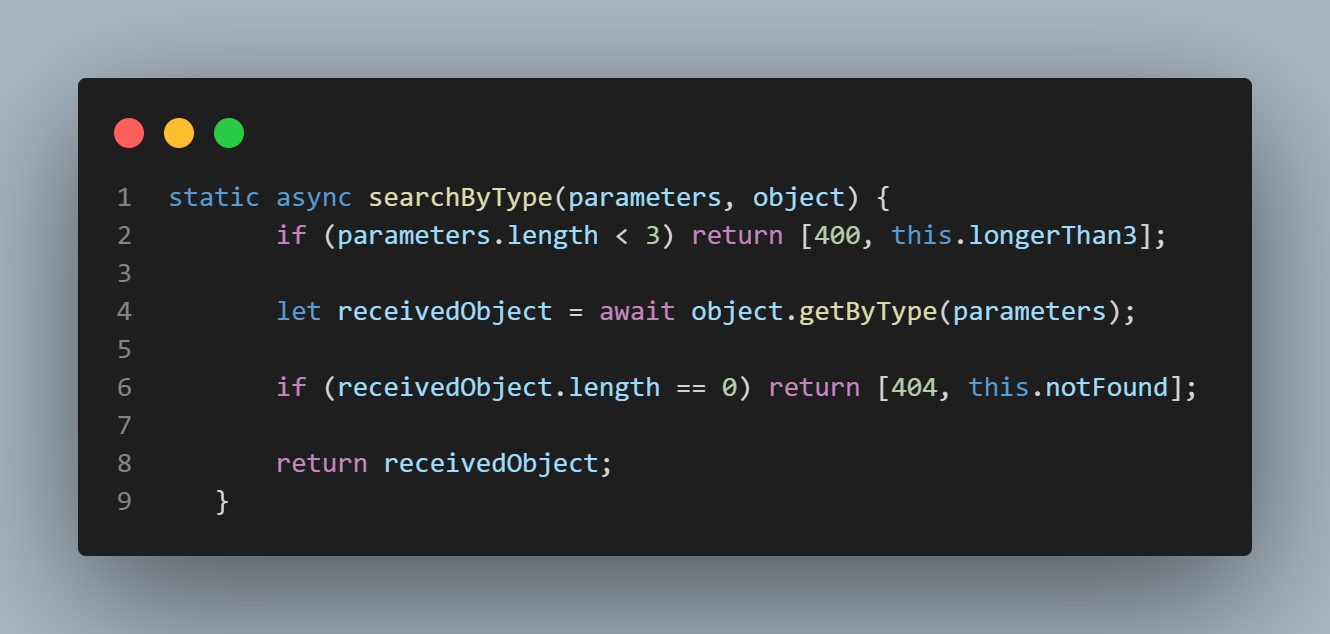 1 static async searchByType(parameters, object) {
2 if (parameters.length < 3) return [400, this.longerThan3];
3
4 let receivedObject = await object.getByType(parameters);
5
6 if (receivedObject.length == 0) return [404, this.notFound];
7
8 return receivedObject;
9 }